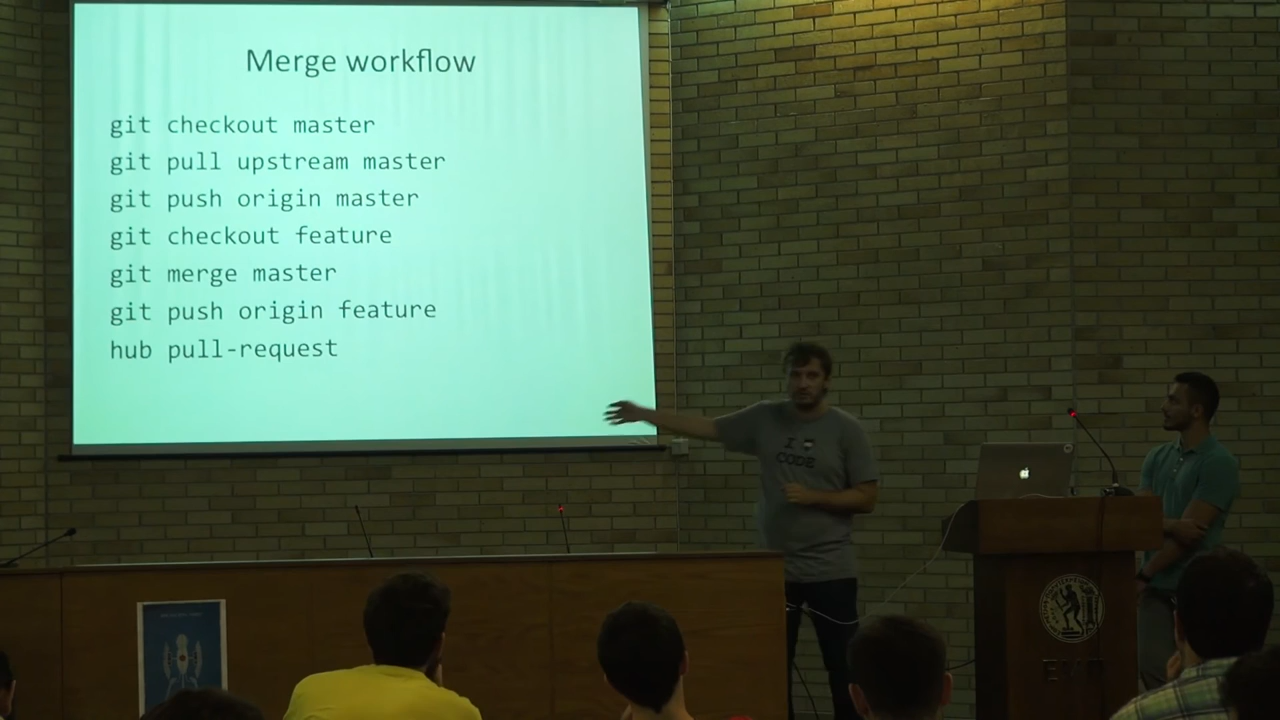 Merge workflow
git checkout master
git pull upstream master
git push origin master
git checkout feature
git merge master
git push origin feature
hub pull-request
I
CODE